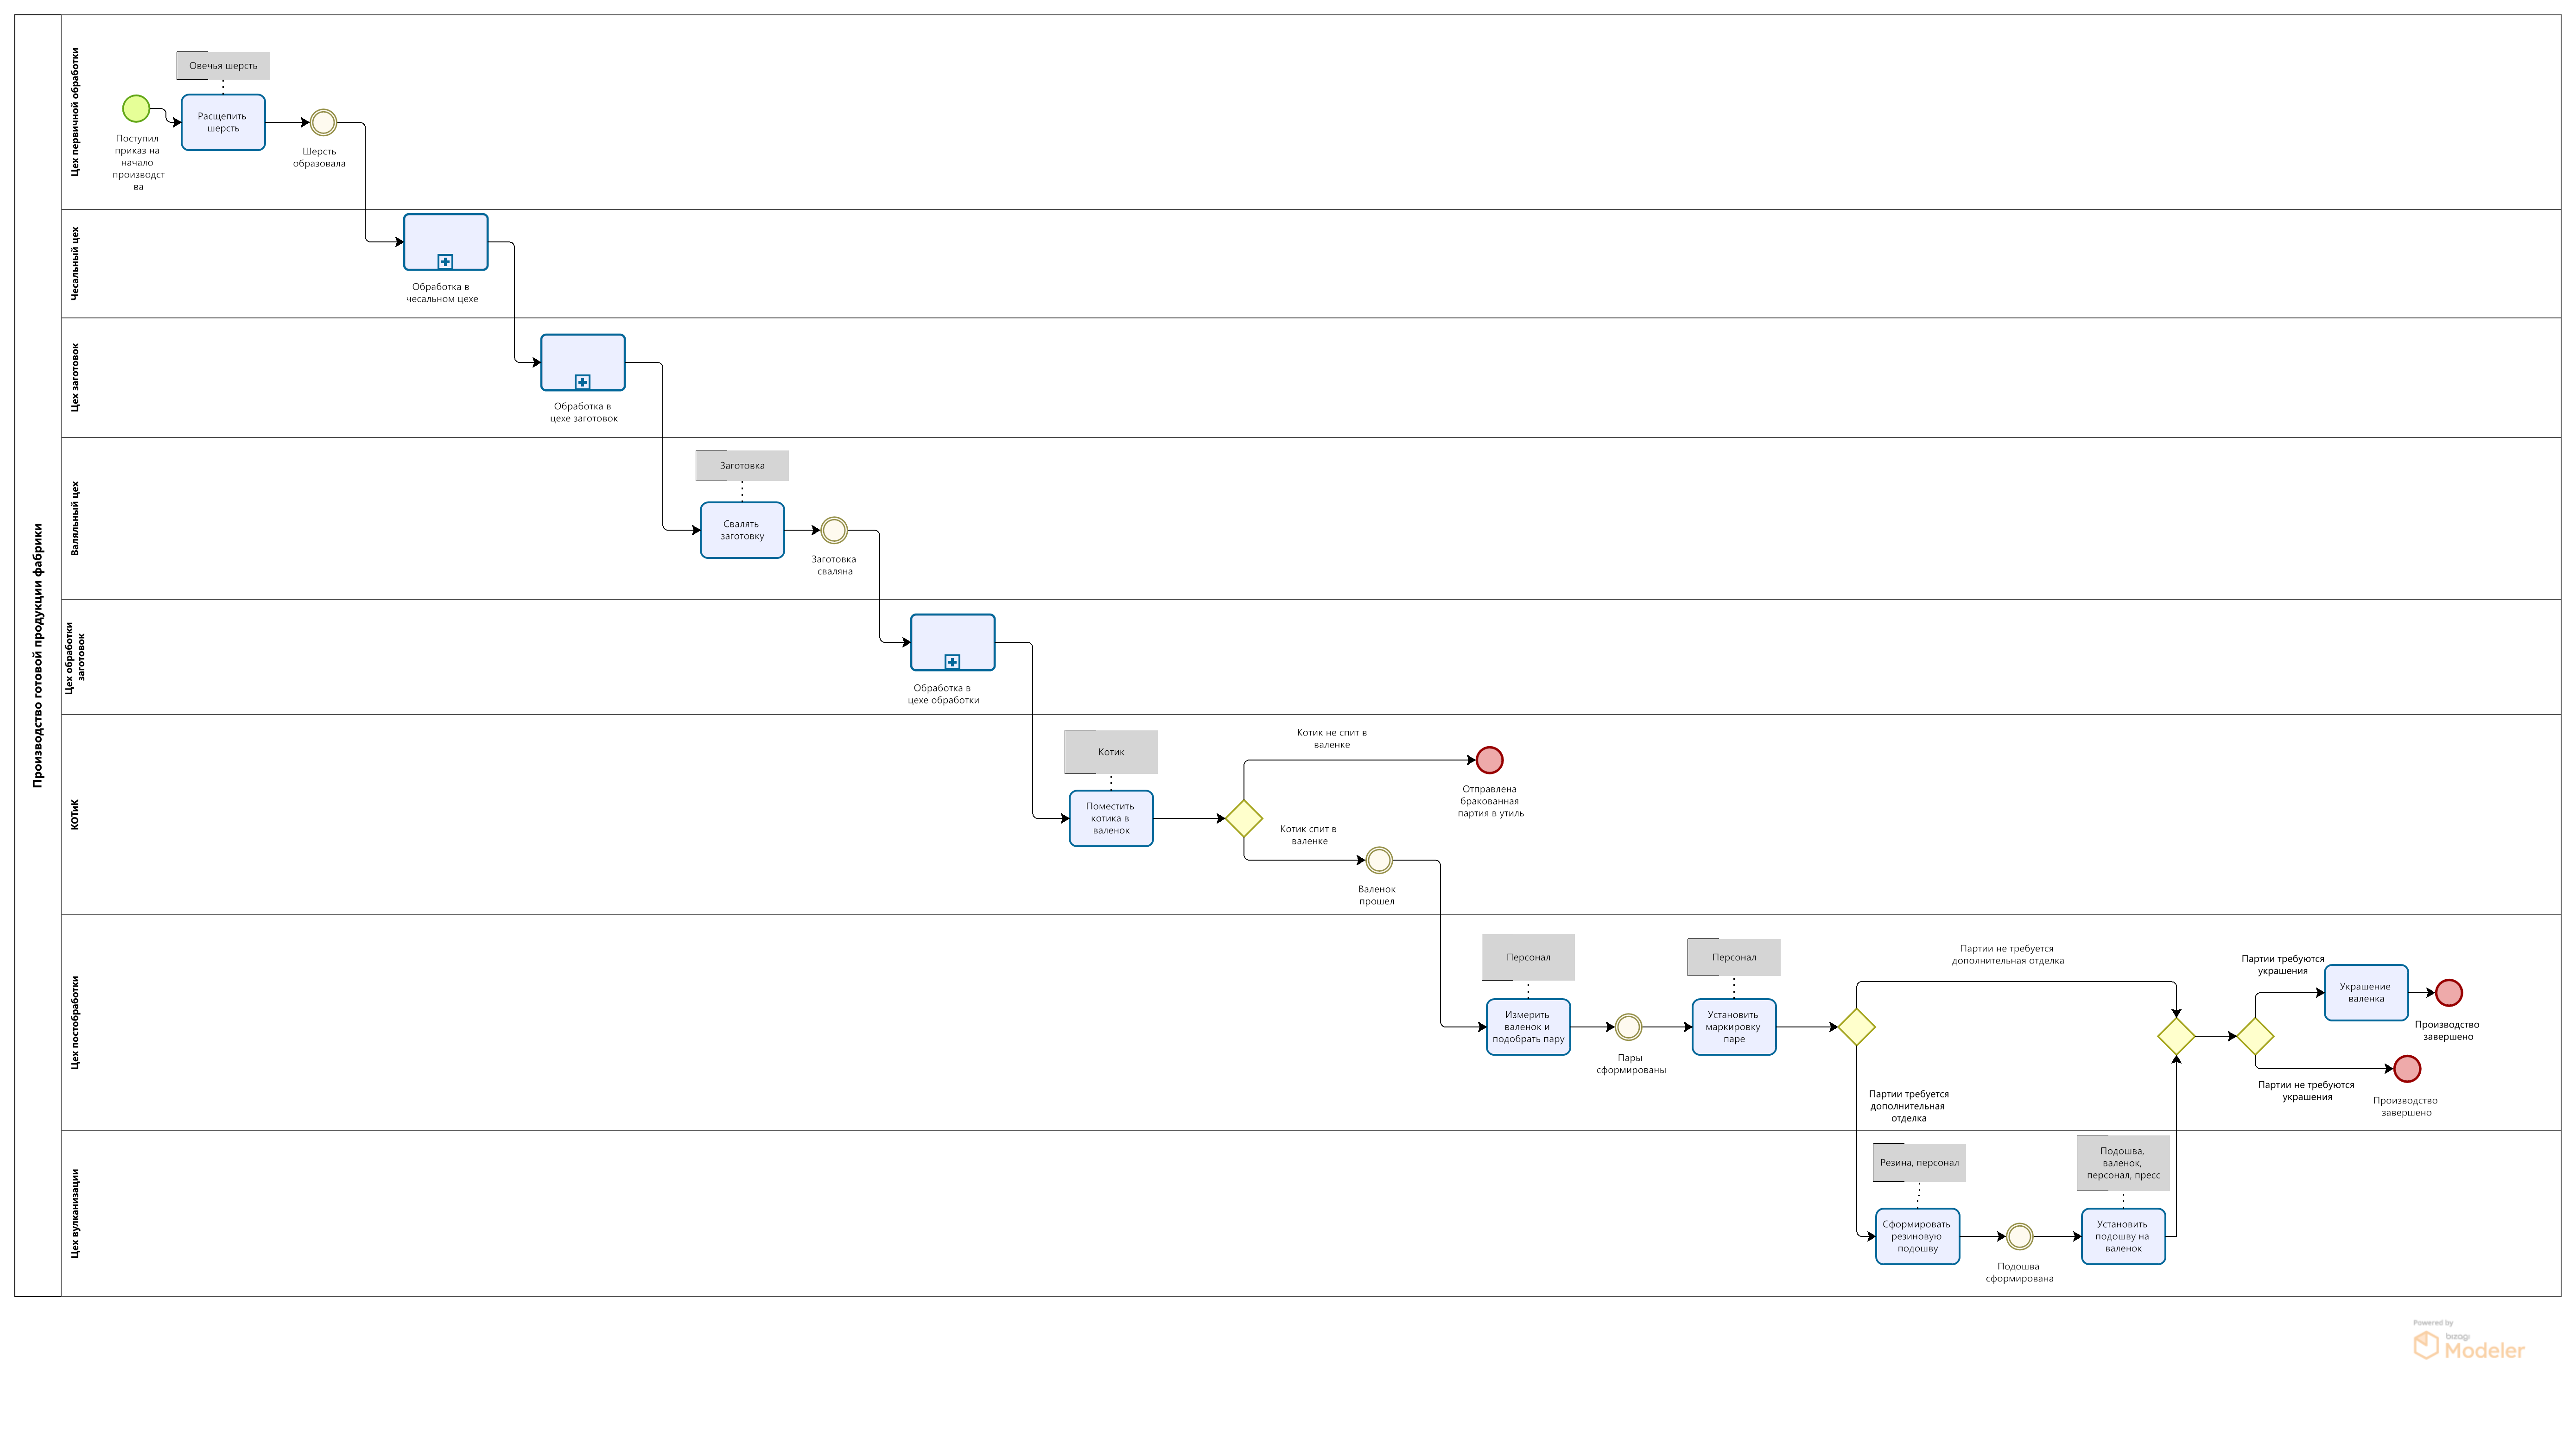 Производство готовой продукции фабрики
Цех первичной обработки
Овечья шерсть
Поступил
приказ на
начало
производст
ва
Расщепить
шерсть
Шерсть
образовала
Чесальный цех
Обработка в
чесальном цехе
Цех заготовок
Обработка в
цехе заготовок
Валяльный цех
Заготовка
Свалять
заготовку
Заготовка
сваляна
Цех обработки
заготовок
Обработка в
цехе обработки
КОТиК
Котик
Поместить
котика в
валенок
Котик не спит в
валенке
Отправлена
бракованная
партия в утиль
Котик спит в
валенке
Валенок
прошел
Цех постобработки
Персонал
Измерить
валенок и
подобрать пару
Пары
сформированы
Персонал
Установить
маркировку
паре
Партии не требуется
дополнительная отделка
Партии требуется
дополнительная
отделка
Партии требуются
украшения
Украшение
валенка
Производство
завершено
Партии не требуются
украшения
Производство
завершено
Цех вулканизации
Резина, персонал
Сформировать
резиновую
подошву
Подошва
сформирована
Подошва,
валенок,
персонал, пресс
Установить
подошву на
валенок
Powered by
bizagi
Modeler